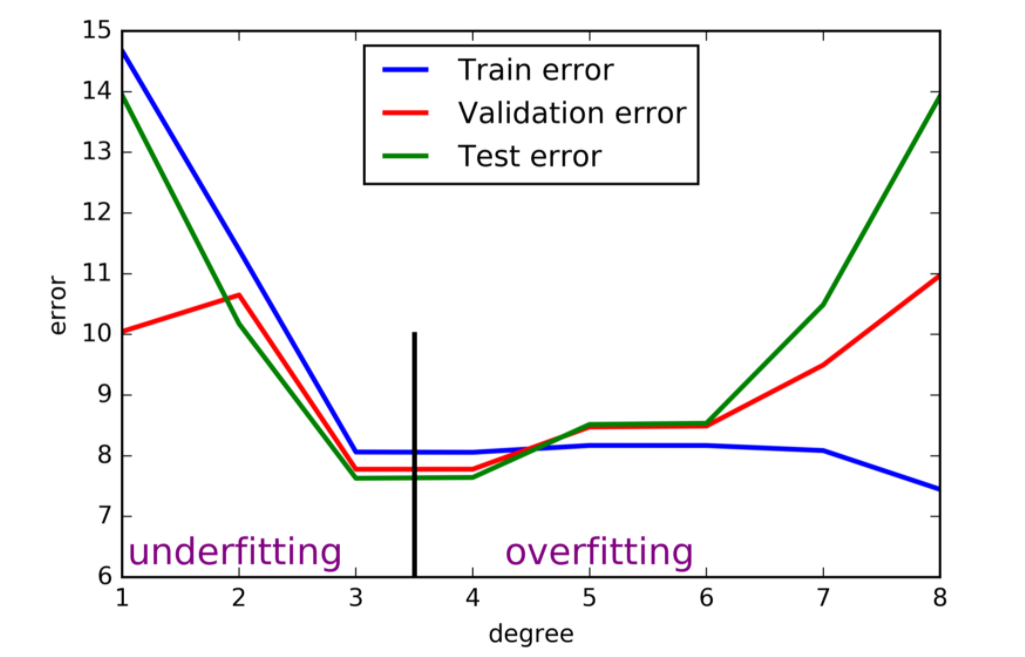 15
14
13
12
11
10
9
8
7
6
error
Train error
Validation error
Test error
underfitting
overfitting
1 2 3 4 5 6 7 8
degree